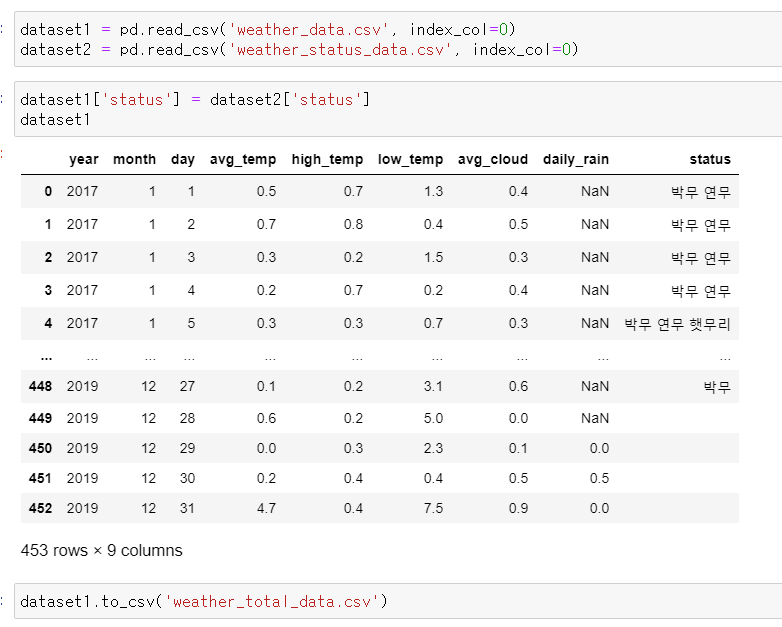 dataset1 = pd.read_csv('weather_data.csv', index_col=0)
dataset2 = pd.read_csv('weather_status_data.csv', index_col=0)
dataset1['status'] = dataset2['status']
dataset1
year month day avg_temp high_temp low_temp avg_cloud daily_rain status
0 2017 1 1 0.5 0.7 1.3 0.4 NaN 박무 연무
1 2017 1 2 0.7 0.8 0.4 0.5 NaN 박무 연무
2 2017 1 3 0.3 0.2 1.5 0.3 NaN 박무 연무
3 2017 1 4 0.2 0.7 0.2 0.4 NaN 박무 연무
4 2017 1 5 0.3 0.3 0.7 0.3 NaN 박무 연무 햇무리
... ... ... ... ... ... ... ... ... ...
448 2019 12 27 0.1 0.2 3.1 0.6 NaN 박무
449 2019 12 28 0.6 0.2 5.0 0.0 NaN
450 2019 12 29 0.0 0.3 2.3 0.1 0.0
451 2019 12 30 0.2 0.4 0.4 0.5 0.5
452 2019 12 31 4.7 0.4 7.5 0.9 0.0
453 rows × 9 columns
dataset1.to_csv('weather_total_data.csv')